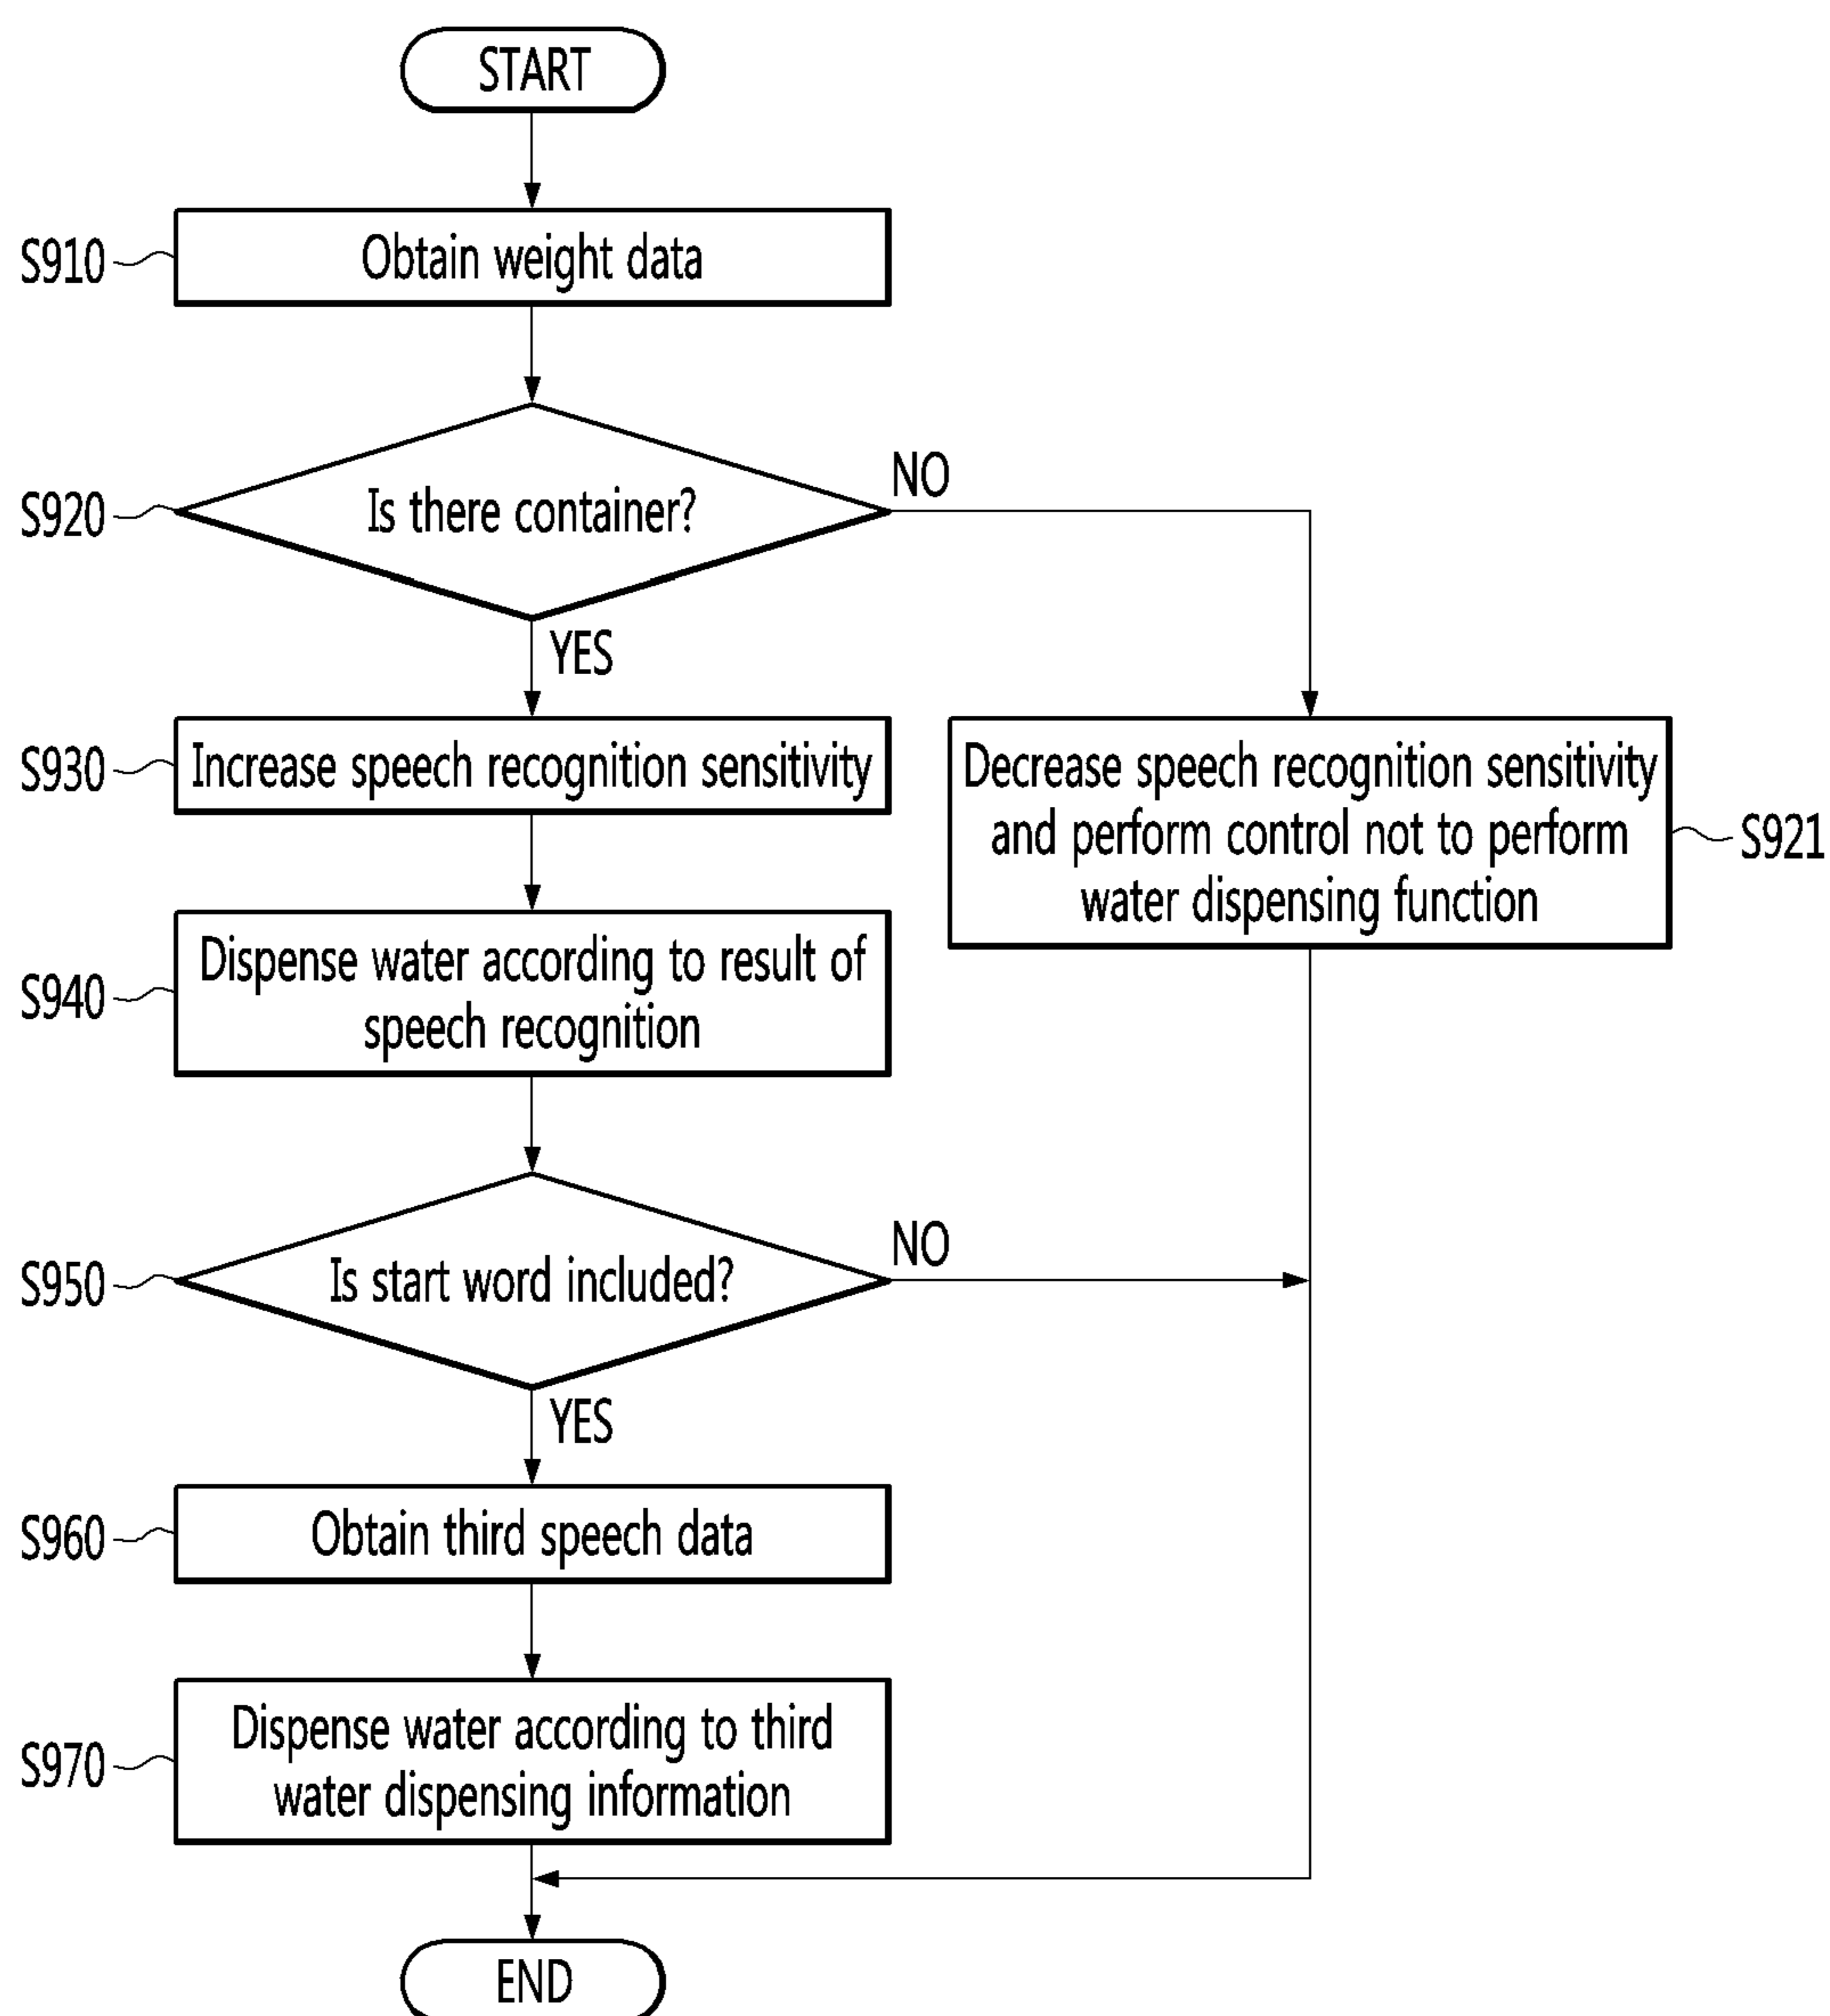 START
S910
Obtain weight data
S920
Is there container?
NO
YES
S930
Increase speech recognition sensitivity
Decrease speech recognition sensitivity
and perform control not to perform
water dispensing function
S921
S940
Dispense water according to result of
speech recognition
S950
Is start word included?
NO
YES
S960
Obtain third speech data
S970
Dispense water according to third
water dispensing information
END